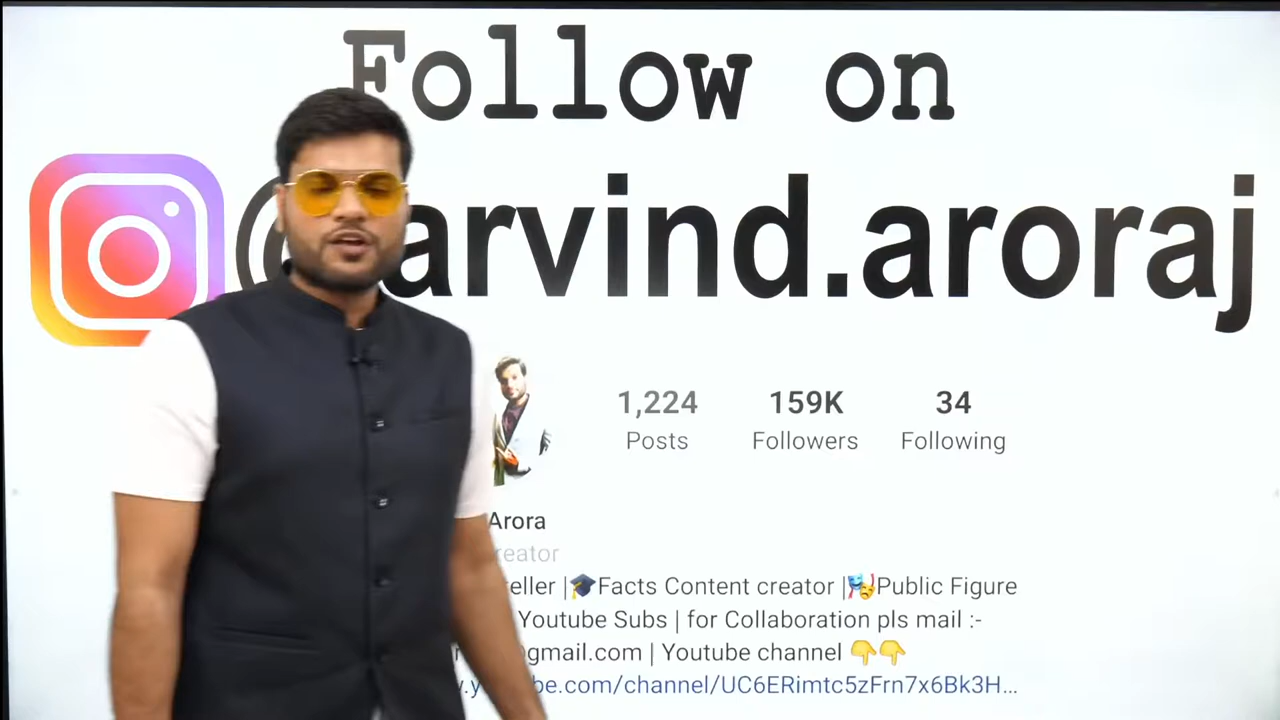 Follow on
@arvind.aroraj
1,224 159K 34
Posts Followers Following
Arora
Facts Content creator | Public Figure
Youtube Subs | for Collaboration pls mail :-
gmail.com | Youtube channel
be.com/channel/UC6ERimtc5zFrn7x6Bk3H...